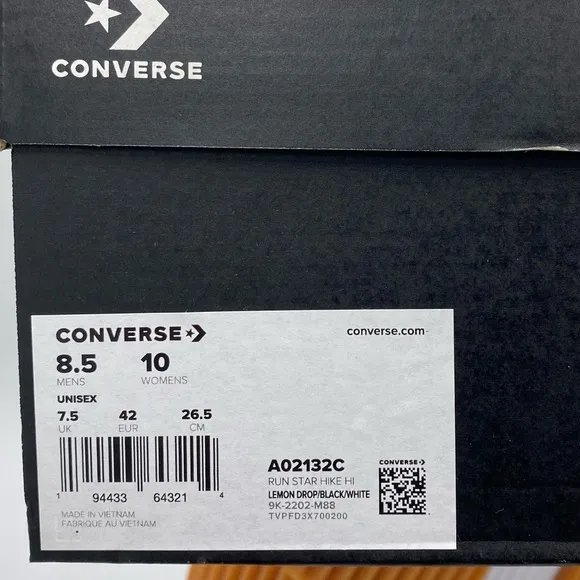 CONVERSE
CONVERSE
converse.com
8.5 10
MENS WOMENS
UNISEX
7.5 42 26.5
UK EUR CM
1 94433 64321 4
MADE IN VIETNAM
FABRIQUE AU VIETNAM
A02132C
RUN STAR HIKE HI
LEMON DROP/BLACK/WHITE
9K-2202-M88
TVPFD3X700200
CONVERSE